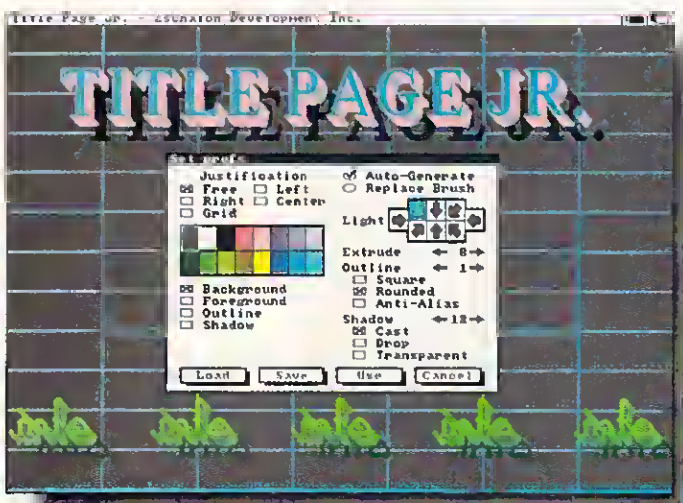 Title Page Jr. - Eschalon Development Inc.
TITLE PAGE JR.
Set prefs
Justification
Free Left
Right Center
Grid
Background
Foreground
Outline
Shadow
Auto-Generate
Replace Brush
Light
Extrude 8
Outline 1
Square
Rounded
Anti-Alias
Shadow 12
Cast
Drop
Transparent
Load Save Use Cancel